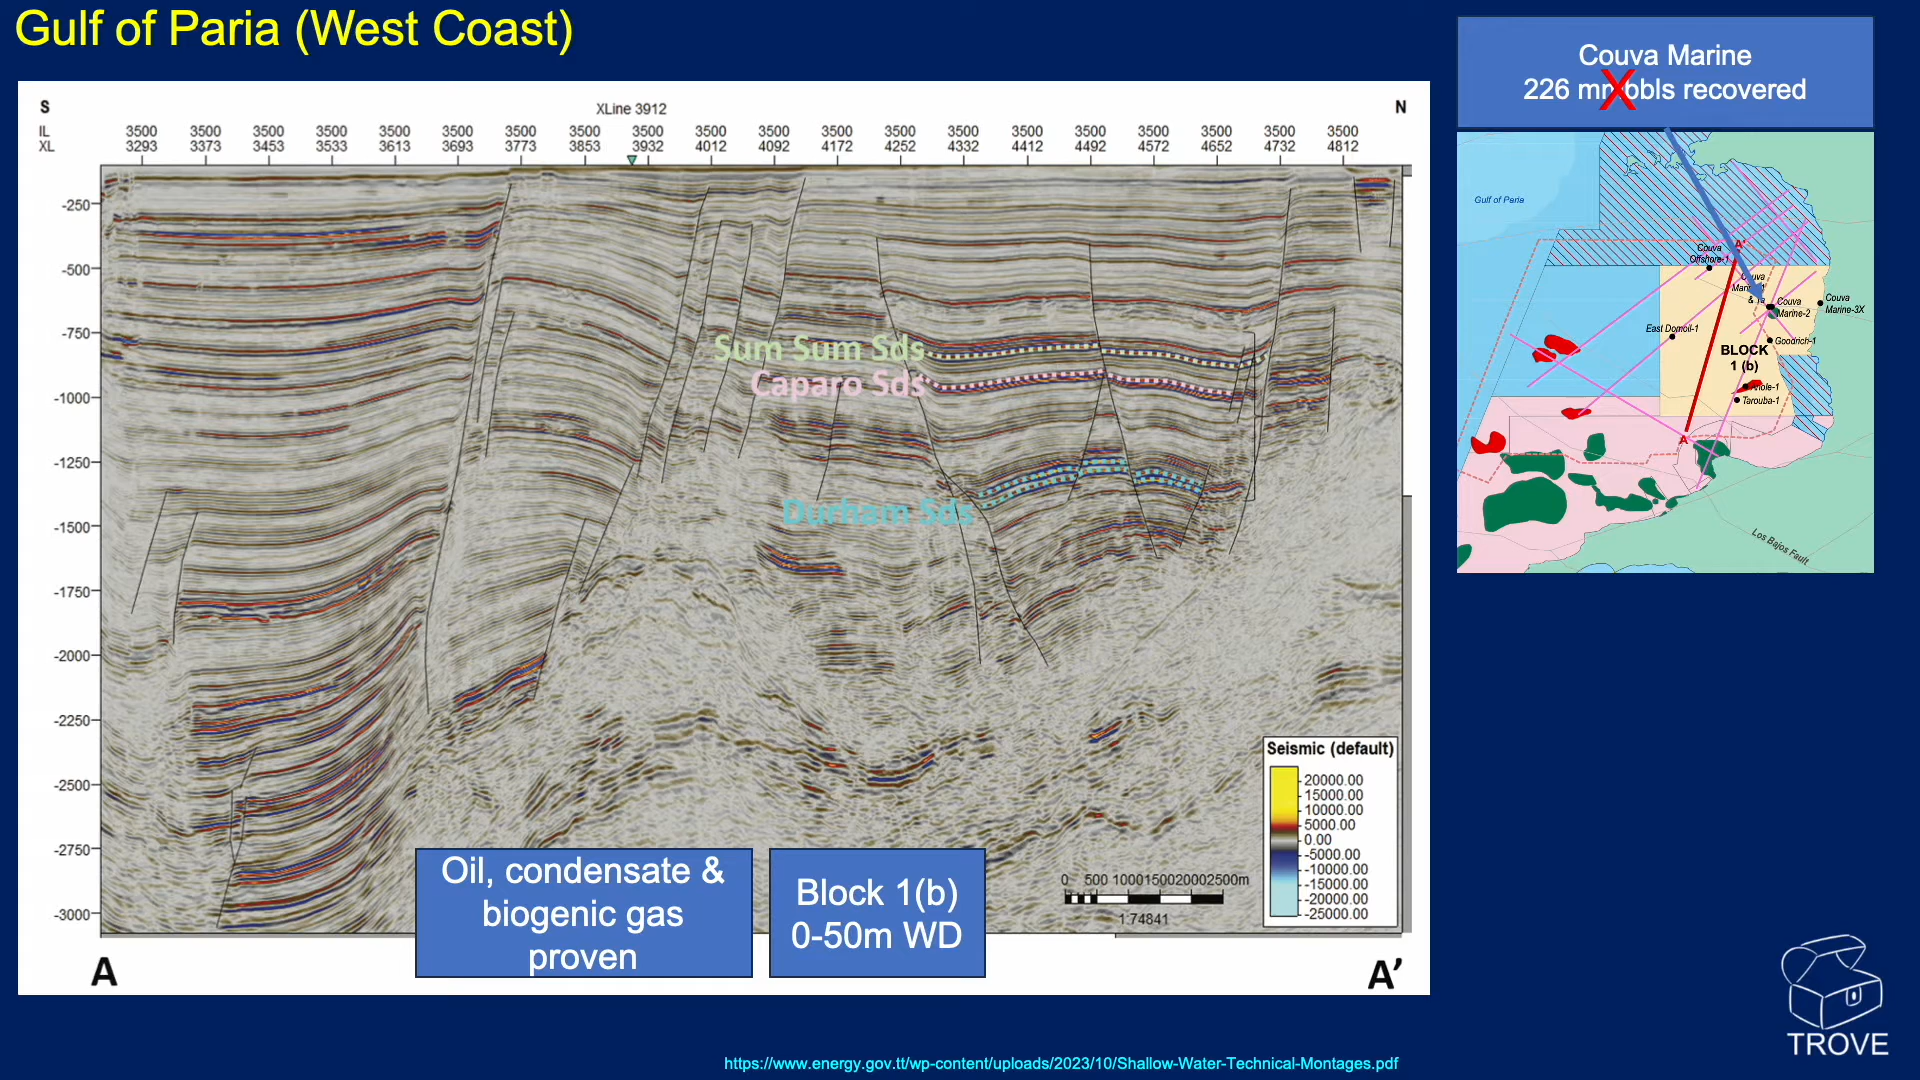 Gulf of Paria (West Coast)
Couva Marine
226 mmbbls recovered
X
S
XLine 3912
N
IL 3500 3500 3500 3500 3500 3500 3500 3500 3500 3500 3500 3500 3500 3500 3500 3500 3500 3500 3500 3500
XL 3293 3373 3453 3533 3613 3693 3773 3853 3932 4012 4092 4172 4252 4332 4412 4492 4572 4652 4732 4812
-250
-500
-750
-1000
-1250
-1500
-1750
-2000
-2250
-2500
-2750
-3000
Sum Sum Sds
Caparo Sds
Durham Sds
Seismic (default)
20000.00
15000.00
10000.00
5000.00
0.00
-5000.00
-10000.00
-15000.00
-20000.00
-25000.00
0 500 1000150020002500m
1:74841
Oil, condensate &
biogenic gas
proven
Block 1(b)
0-50m WD
A
A’
Gulf of Paria
A'
Couva
Offshore-1
Couva
Marine-1
& 1a
Couva
Marine-2
Couva
Marine-3X
East Domoil-1
Goodrich-1
BLOCK
1 (b)
Tarouba-1
A
Los Bajos Fault
TROVE
https://www.energy.gov.tt/wp-content/uploads/2023/10/Shallow-Water-Technical-Montages.pdf